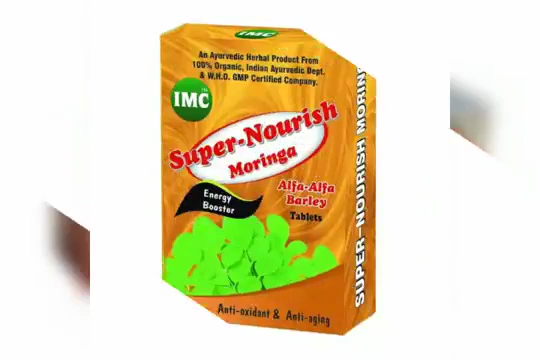 IMC
An Ayurvedic Herbal Product From
100% Organic, Indian Ayurvedic Dept.
& W.H.O. GMP Certified Company.
IMC
Super-Nourish
Moringa
Energy
Booster
Alfa-Alfa
Barley
Tablets
Anti-oxidant & Anti-aging
SUPER-NOURISH MORING